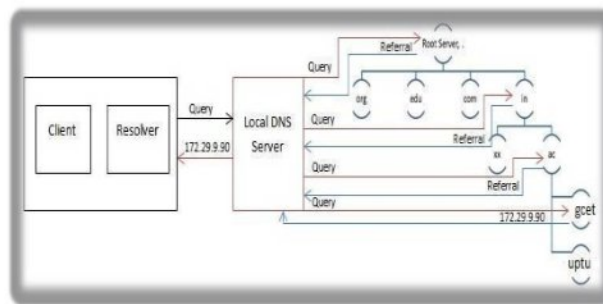 Root Server, .
Referral
Query
org
edu
com
in
Client
Resolver
Query
Local DNS
Server
Query
172.29.9.90
Referral
xx
ac
Query
Referral
Query
gcet
172.29.9.90
uptu